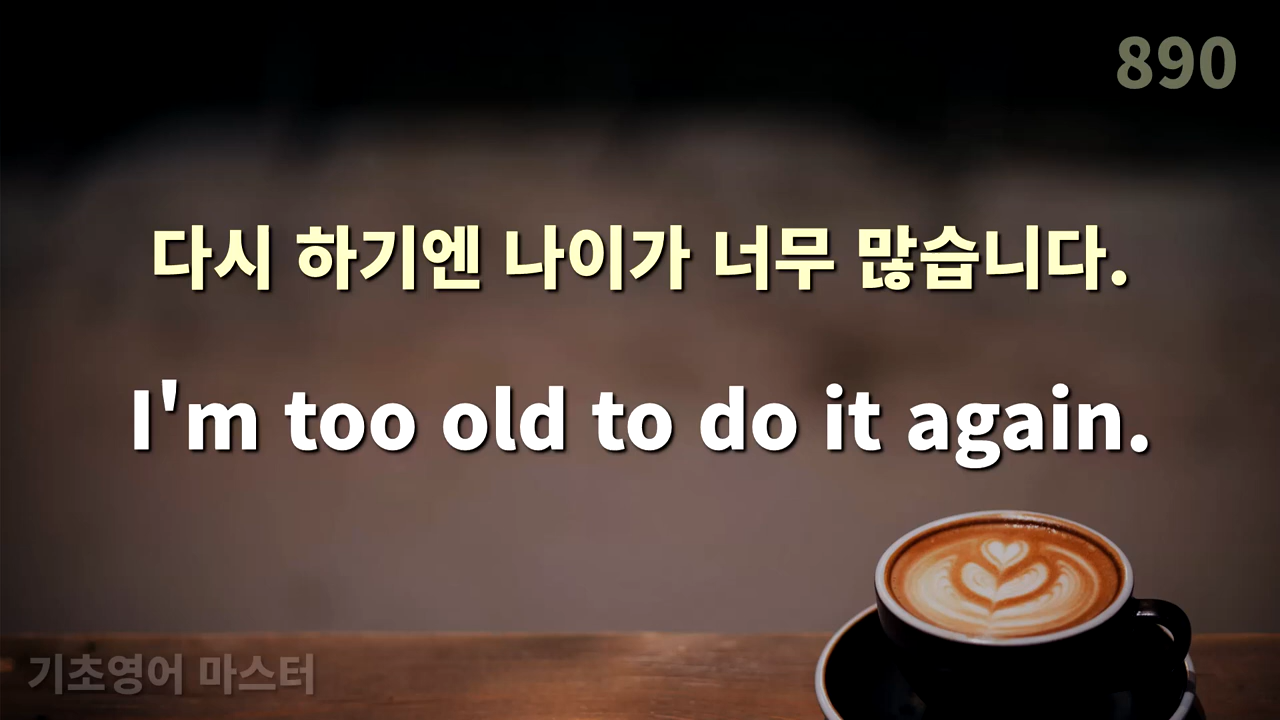 890
다시 하기엔 나이가 너무 많습니다.
I'm too old to do it again.
기초영어 마스터